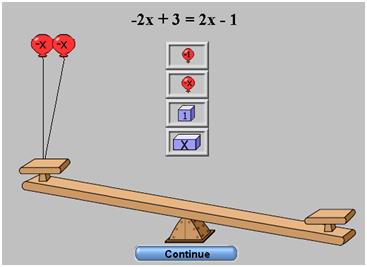 -2x + 3 = 2x - 1
-X -X
-1
-X
1
X
Continue